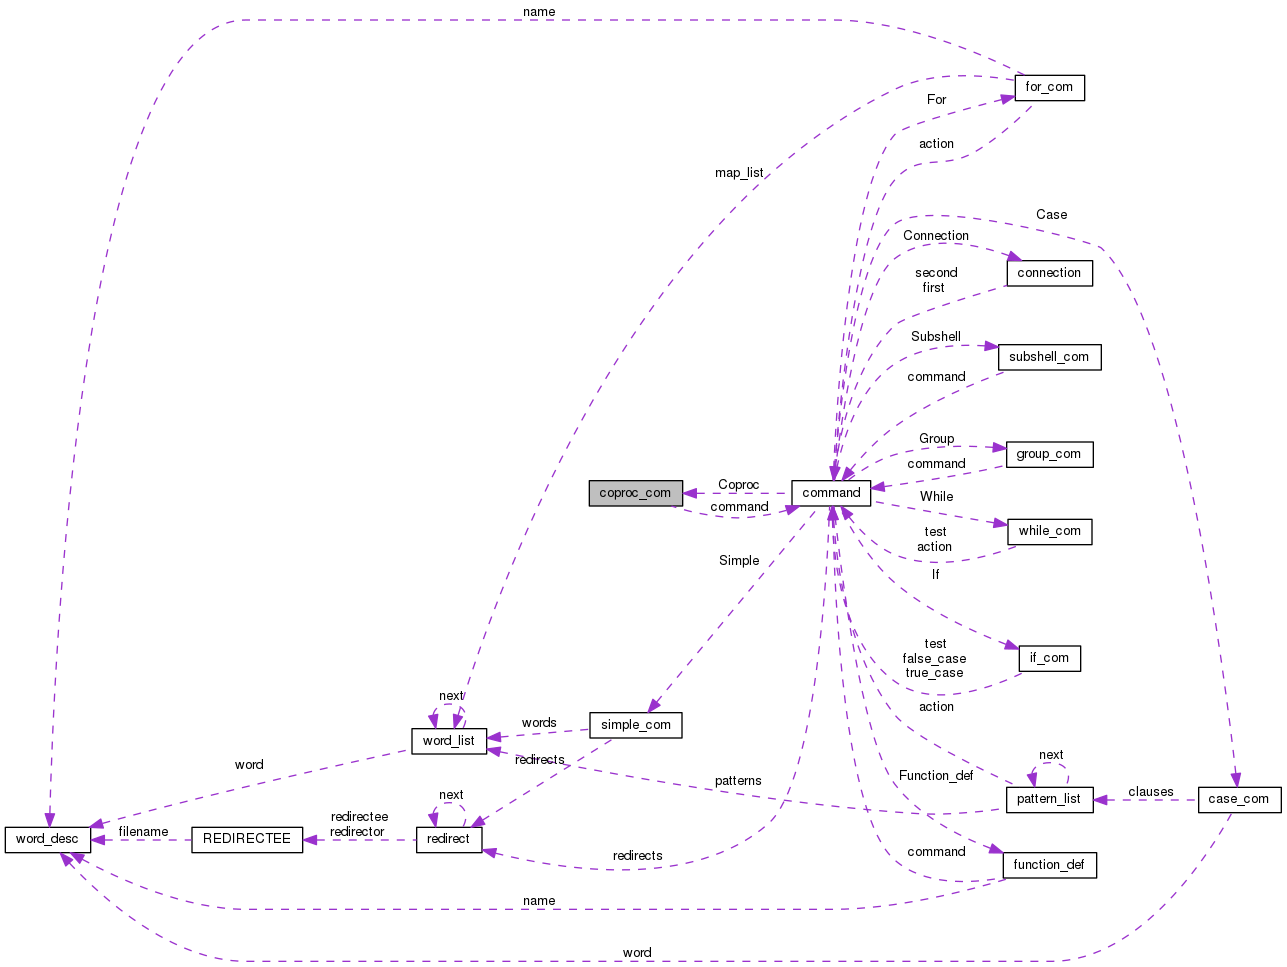 name
for_com
For
action
map_list
Case
Connection
connection
second
first
Subshell
subshell_com
command
Group
group_com
command
Coproc
coproc_com
command
command
While
while_com
test
action
Simple
If
test
false_case
true_case
if_com
action
next
words
simple_com
word_list
redirects
next
word
patterns
Function_def
pattern_list
clauses
case_com
next
redirectee
redirector
filename
word_desc
REDIRECTEE
redirect
redirects
command
function_def
name
word